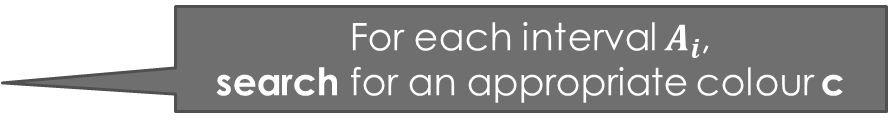 For each interval A_i,
search for an appropriate colour c